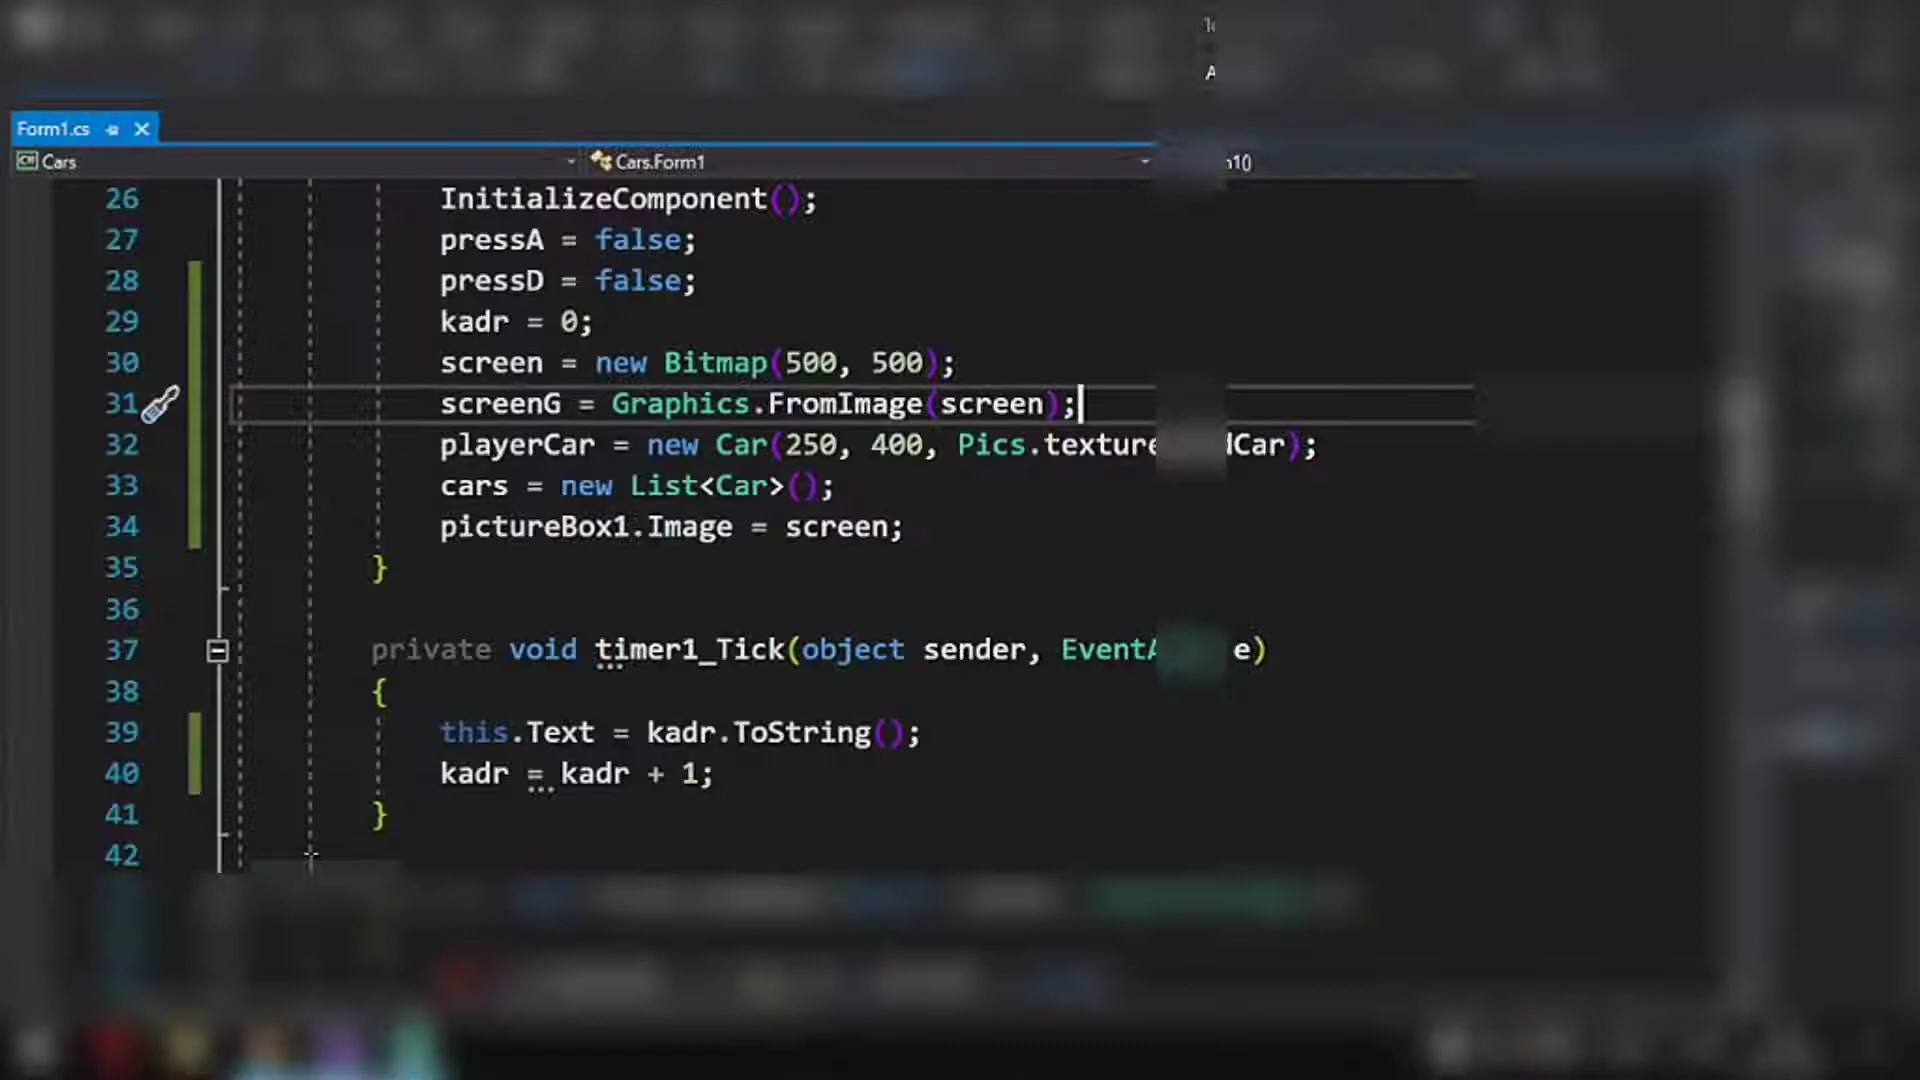 Form1.cs
Cars
Cars.Form1
26 InitializeComponent();
27 pressA = false;
28 pressD = false;
29 kadr = 0;
30 screen = new Bitmap(500, 500);
31 screenG = Graphics.FromImage(screen);
32 playerCar = new Car(250, 400, Pics.texture dCar);
33 cars = new List<Car>();
34 pictureBox1.Image = screen;
35 }
36
37 private void timer1_Tick(object sender, EventA e)
38 {
39 this.Text = kadr.ToString();
40 kadr = kadr + 1;
41 }
42